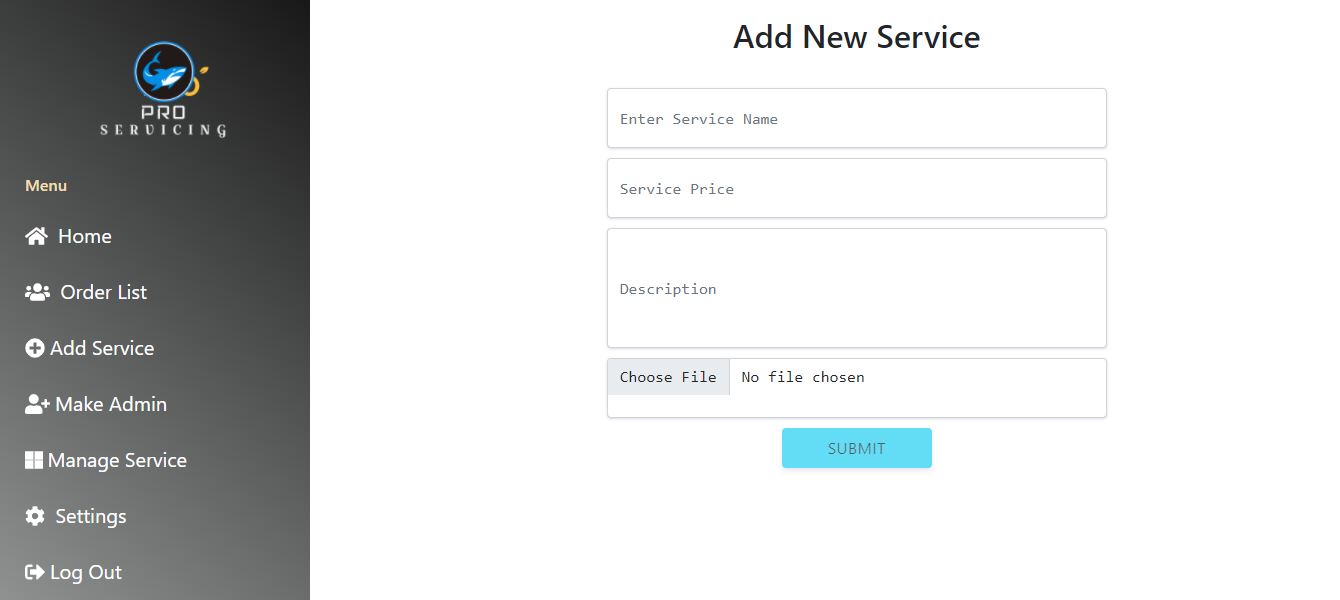 PRO
SERVICING
Menu
Home
Order List
Add Service
Make Admin
Manage Service
Settings
Log Out
Add New Service
Enter Service Name
Service Price
Description
Choose File No file chosen
SUBMIT